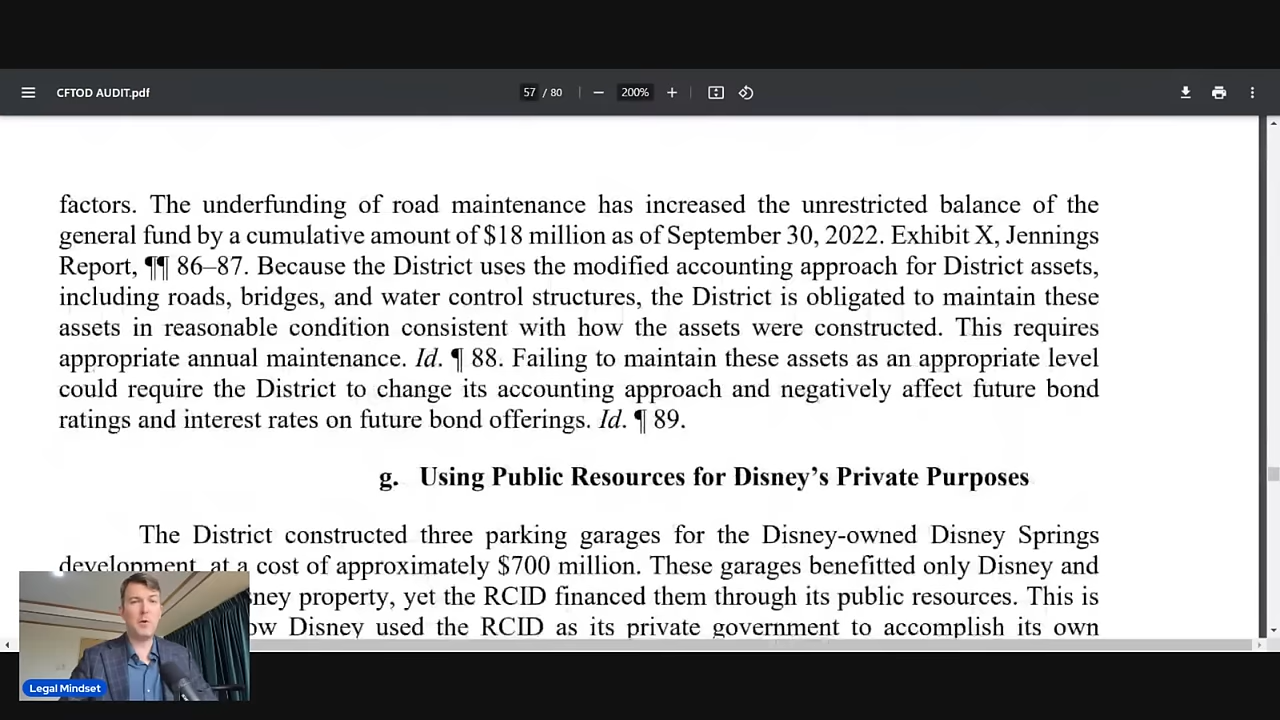 CFTOD AUDIT.pdf
57 / 80
200%
factors. The underfunding of road maintenance has increased the unrestricted balance of the
general fund by a cumulative amount of $18 million as of September 30, 2022. Exhibit X, Jennings
Report, ¶¶ 86–87. Because the District uses the modified accounting approach for District assets,
including roads, bridges, and water control structures, the District is obligated to maintain these
assets in reasonable condition consistent with how the assets were constructed. This requires
appropriate annual maintenance. Id. ¶ 88. Failing to maintain these assets as an appropriate level
could require the District to change its accounting approach and negatively affect future bond
ratings and interest rates on future bond offerings. Id. ¶ 89.
g. Using Public Resources for Disney’s Private Purposes
The District constructed three parking garages for the Disney-owned Disney Springs
development, at a cost of approximately $700 million. These garages benefitted only Disney and
sney property, yet the RCID financed them through its public resources. This is
ow Disney used the RCID as its private government to accomplish its own
Legal Mindset